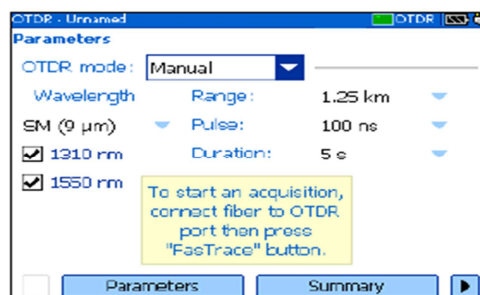 OTDR - Unnamed OTDR
Parameters
OTDR mode: Manual
Wavelength Range: 1.25 km
SM (9 µm) Pulse: 100 ns
1310 nm Duration: 5 s
1550 nm
To start an acquisition,
connect fiber to OTDR
port then press
"FasTrace" button.
Parameters Summary